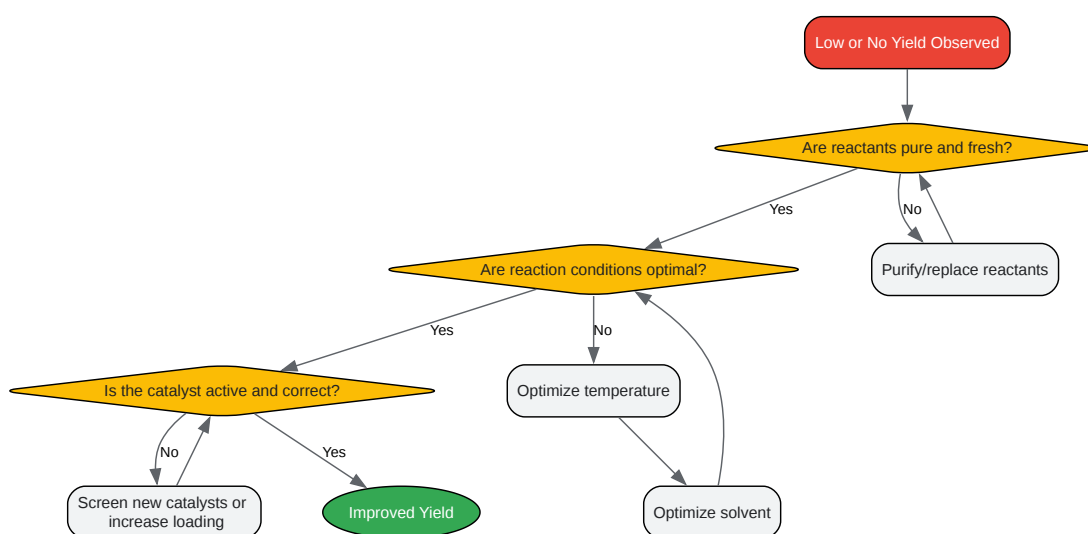 Low or No Yield Observed
Are reactants pure and fresh?
Yes
No
Are reaction conditions optimal?
Purify/replace reactants
Yes
No
Is the catalyst active and correct?
Optimize temperature
No
Yes
Screen new catalysts or
increase loading
Improved Yield
Optimize solvent